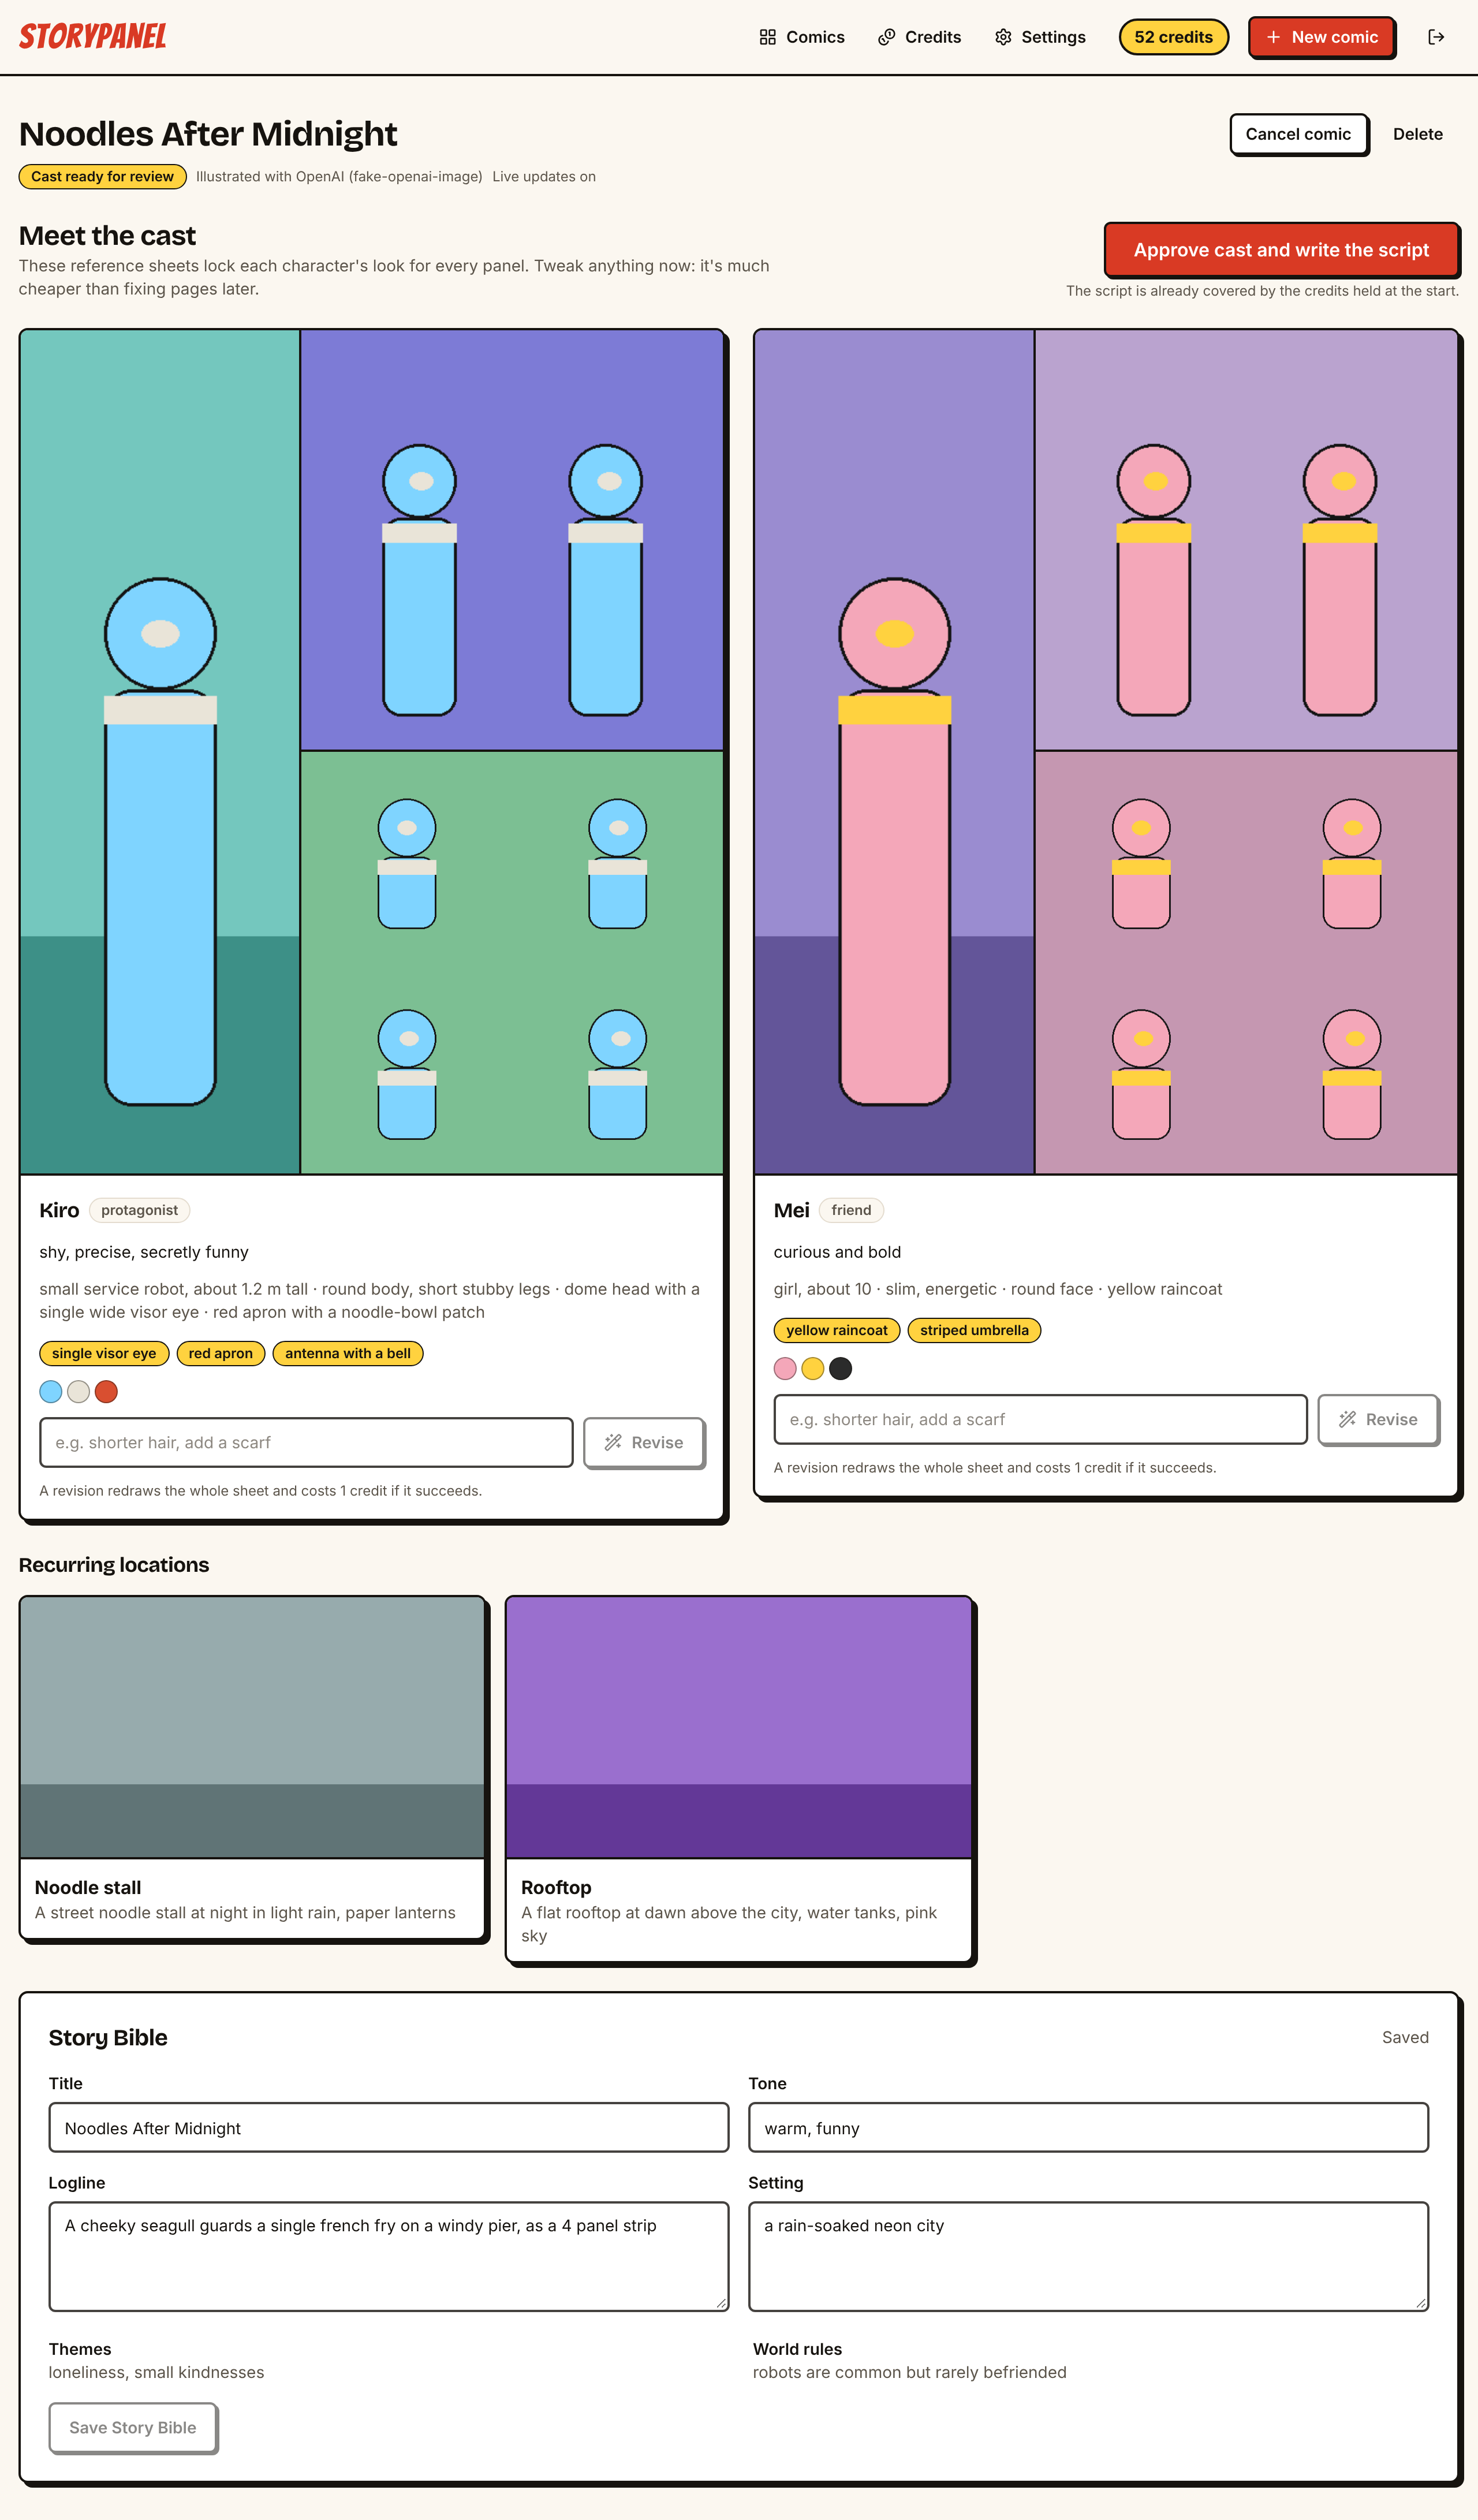 STORYPANEL
Comics
Credits
Settings
52 credits
New comic
Noodles After Midnight
Cancel comic
Delete
Cast ready for review
Illustrated with OpenAI (fake-openai-image)
Live updates on
Meet the cast
These reference sheets lock each character's look for every panel. Tweak anything now: it's much
cheaper than fixing pages later.
Approve cast and write the script
The script is already covered by the credits held at the start.
Kiro
protagonist
shy, precise, secretly funny
small service robot, about 1.2 m tall · round body, short stubby legs · dome head with a
single wide visor eye · red apron with a noodle-bowl patch
single visor eye
red apron
antenna with a bell
e.g. shorter hair, add a scarf
Revise
A revision redraws the whole sheet and costs 1 credit if it succeeds.
Mei
friend
curious and bold
girl, about 10 · slim, energetic · round face · yellow raincoat
yellow raincoat
striped umbrella
e.g. shorter hair, add a scarf
Revise
A revision redraws the whole sheet and costs 1 credit if it succeeds.
Recurring locations
Noodle stall
A street noodle stall at night in light rain, paper lanterns
Rooftop
A flat rooftop at dawn above the city, water tanks, pink
sky
Story Bible
Saved
Title
Noodles After Midnight
Tone
warm, funny
Logline
A cheeky seagull guards a single french fry on a windy pier, as a 4 panel strip
Setting
a rain-soaked neon city
Themes
loneliness, small kindnesses
World rules
robots are common but rarely befriended
Save Story Bible